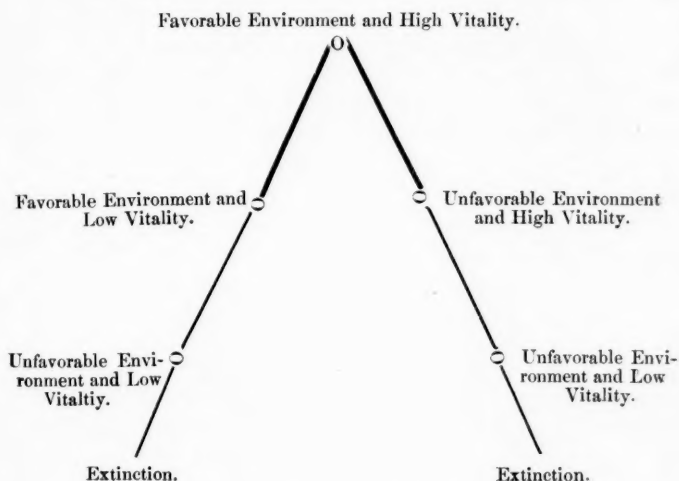 Favorable Environment and High Vitality.
Favorable Environment and
Low Vitality.
Unfavorable Environment
and High Vitality.
Unfavorable Envi-
ronment and Low
Vitaltiy.
Unfavorable Envi-
ronment and Low
Vitality.
Extinction.
Extinction.